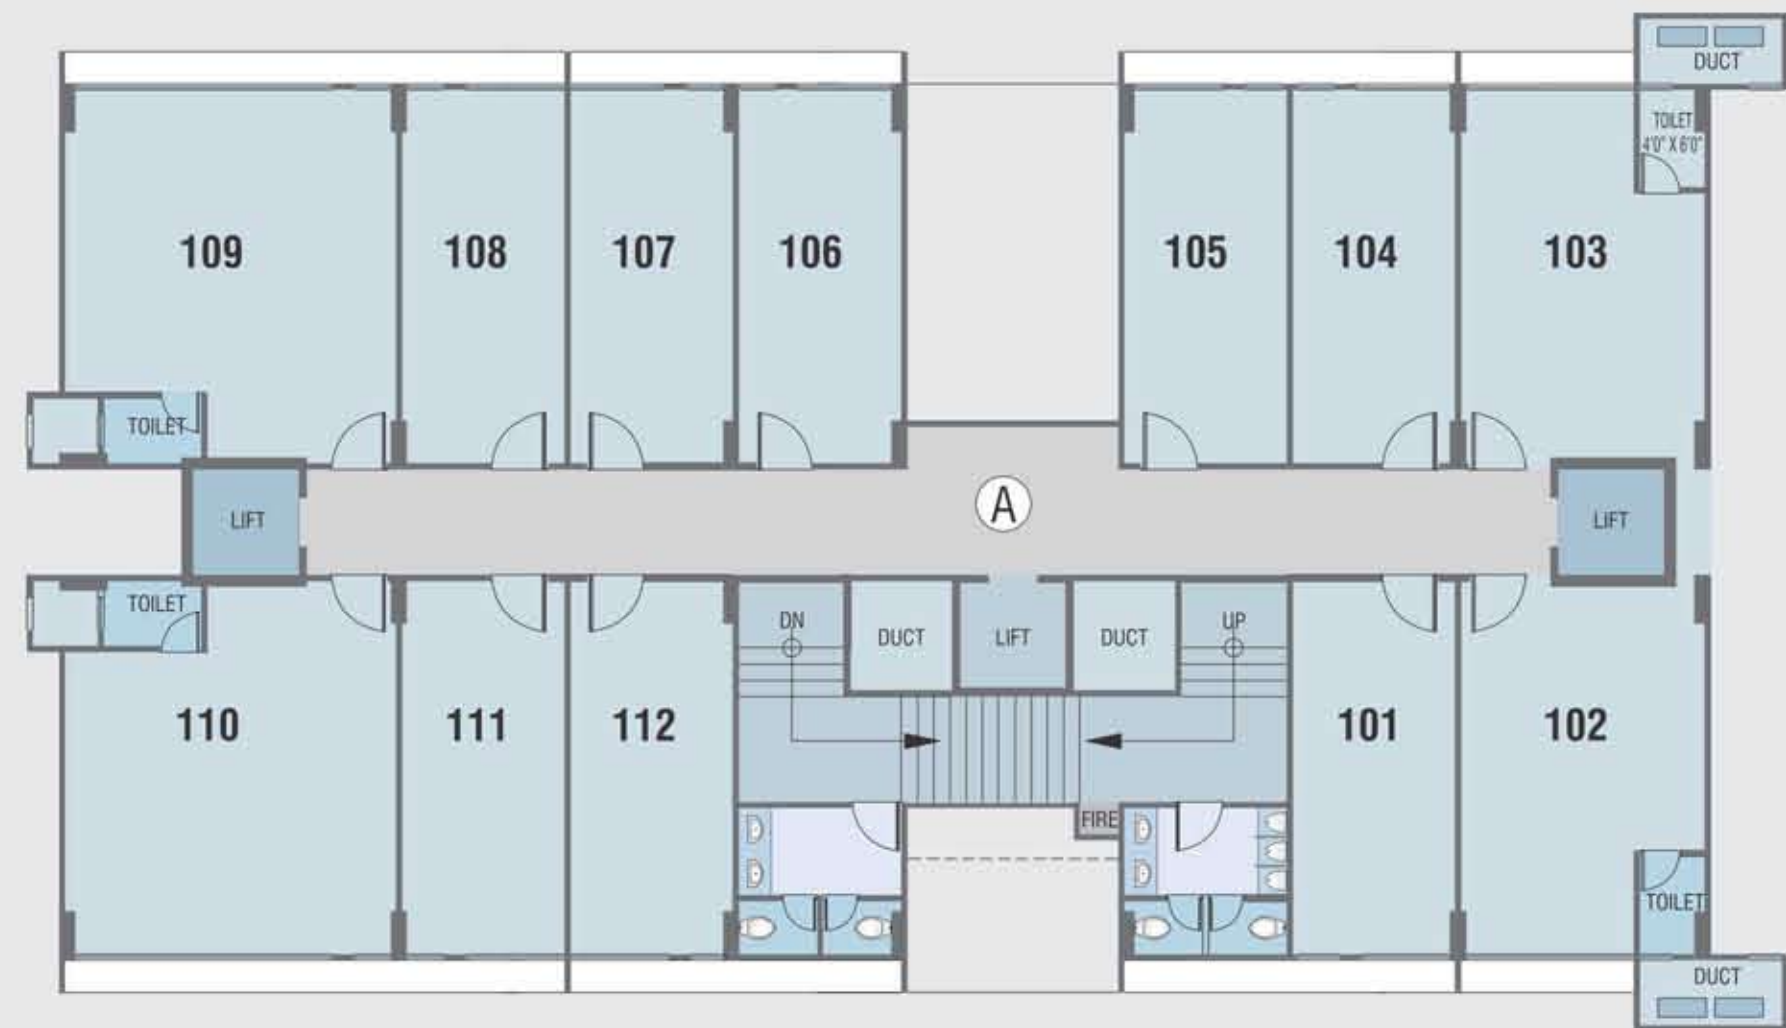 DUCT
TOILET
4'0" X 6'0"
109
108
107
106
105
104
103
TOILET
LIFT
A
LIFT
TOILET
DN
DUCT
LIFT
DUCT
UP
110
111
112
101
102
FIRE
TOILET
DUCT